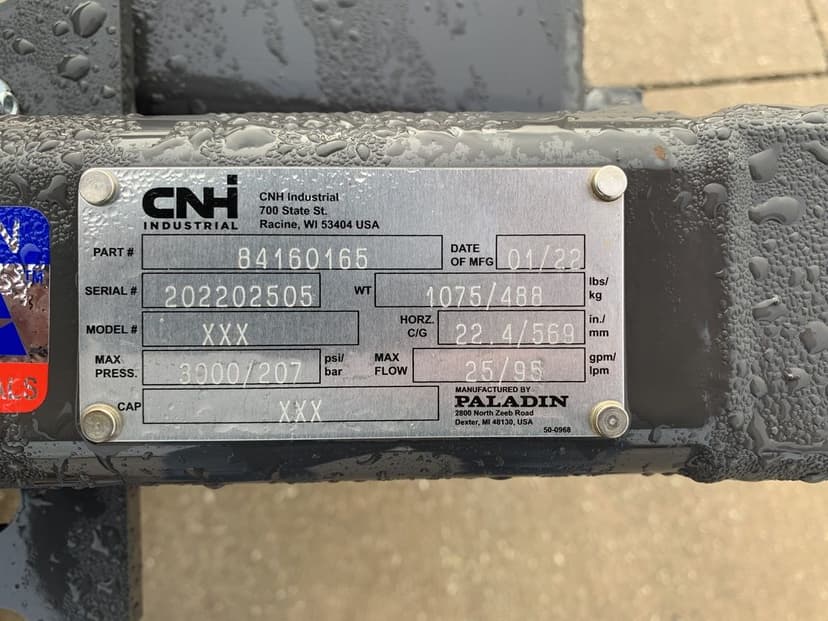 CNH
INDUSTRIAL
CNH Industrial
700 State St.
Racine, WI 53404 USA
PART # 84160165 DATE OF MFG 01/22
SERIAL # 202202505 WT 1075/488 lbs/ kg
MODEL # XXX HORZ. C/G 22.4/569 in./ mm
MAX PRESS. 3000/207 psi/ bar MAX FLOW 25/95 gpm/ lpm
CAP XXX
MANUFACTURED BY
PALADIN
2800 North Zeeb Road
Dexter, MI 48130, USA
50-0968